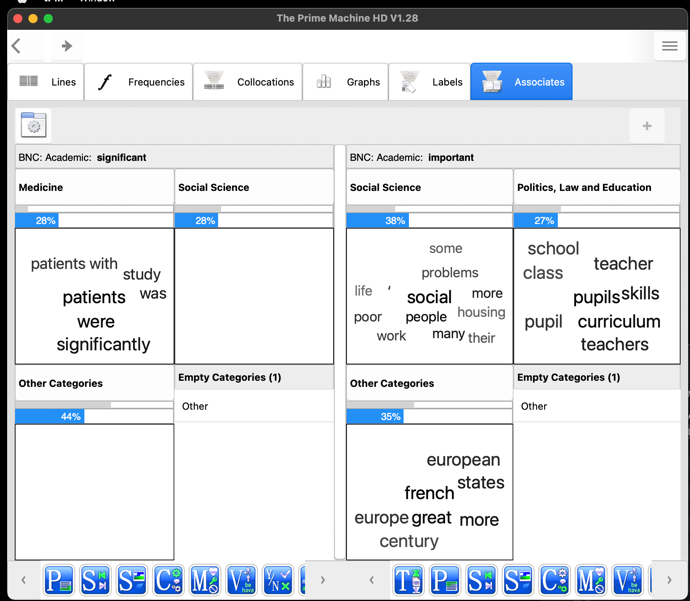 The Prime Machine HD V1.28
Lines Frequencies Collocations Graphs Labels Associates
BNC: Academic: significant
Medicine Social Science
28% 28%
patients with
study
patients was
were
significantly
Other Categories Empty Categories (1)
Other
44%
BNC: Academic: important
Social Science Politics, Law and Education
38% 27%
some
problems
life ‘ social more
poor people housing
work many their
school
class teacher
pupils skills
pupil curriculum
teachers
Other Categories Empty Categories (1)
Other
35%
european
french states
europe great more
century